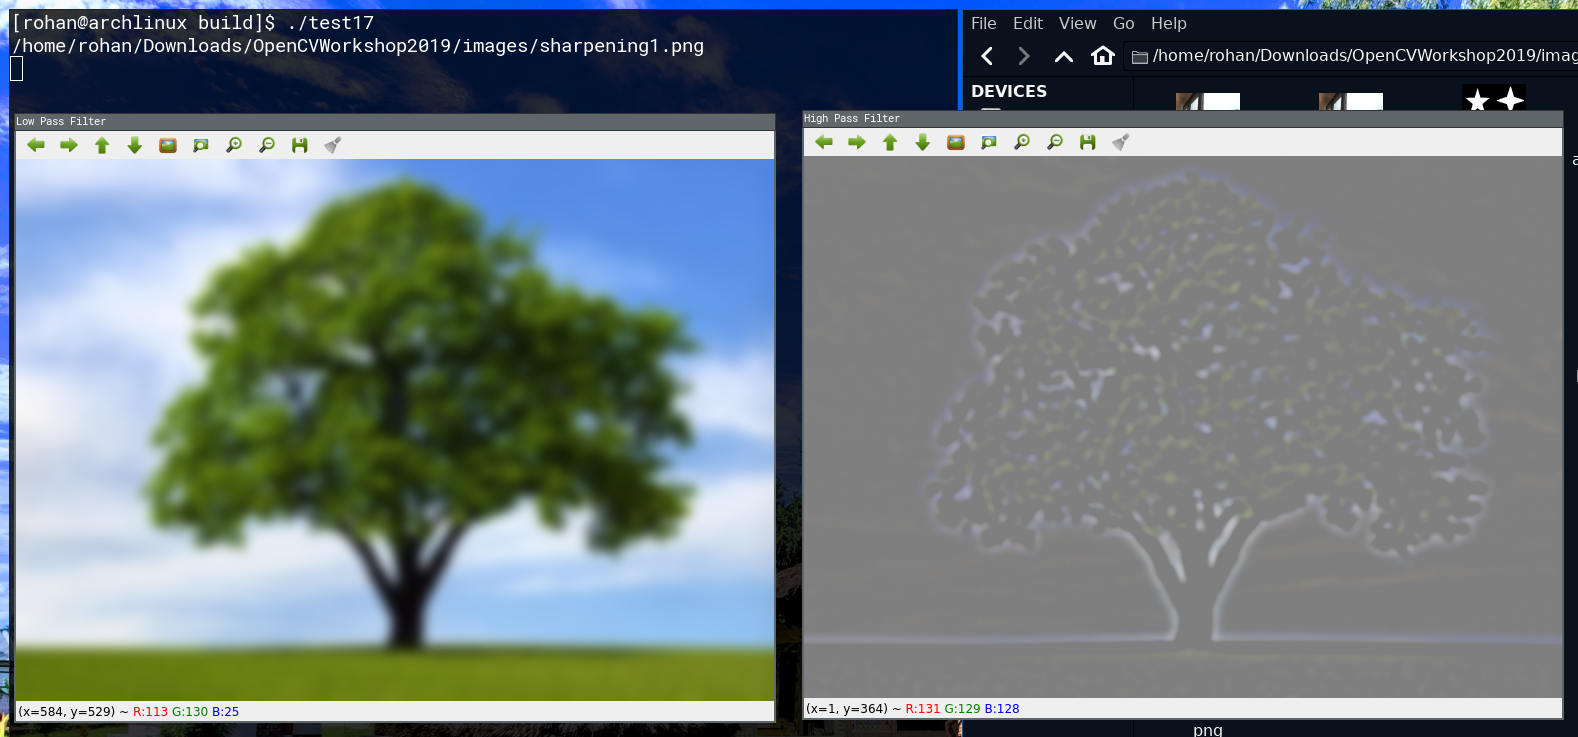 [rohan@archlinux build]$ ./test17
/home/rohan/Downloads/OpenCVWorkshop2019/images/sharpening1.png
File Edit View Go Help
/home/rohan/Downloads/OpenCVWorkshop2019/imag
DEVICES
Low Pass Filter
High Pass Filter
(x=584, y=529) ~ R:113 G:130 B:25
(x=1, y=364) ~ R:131 G:129 B:128
png